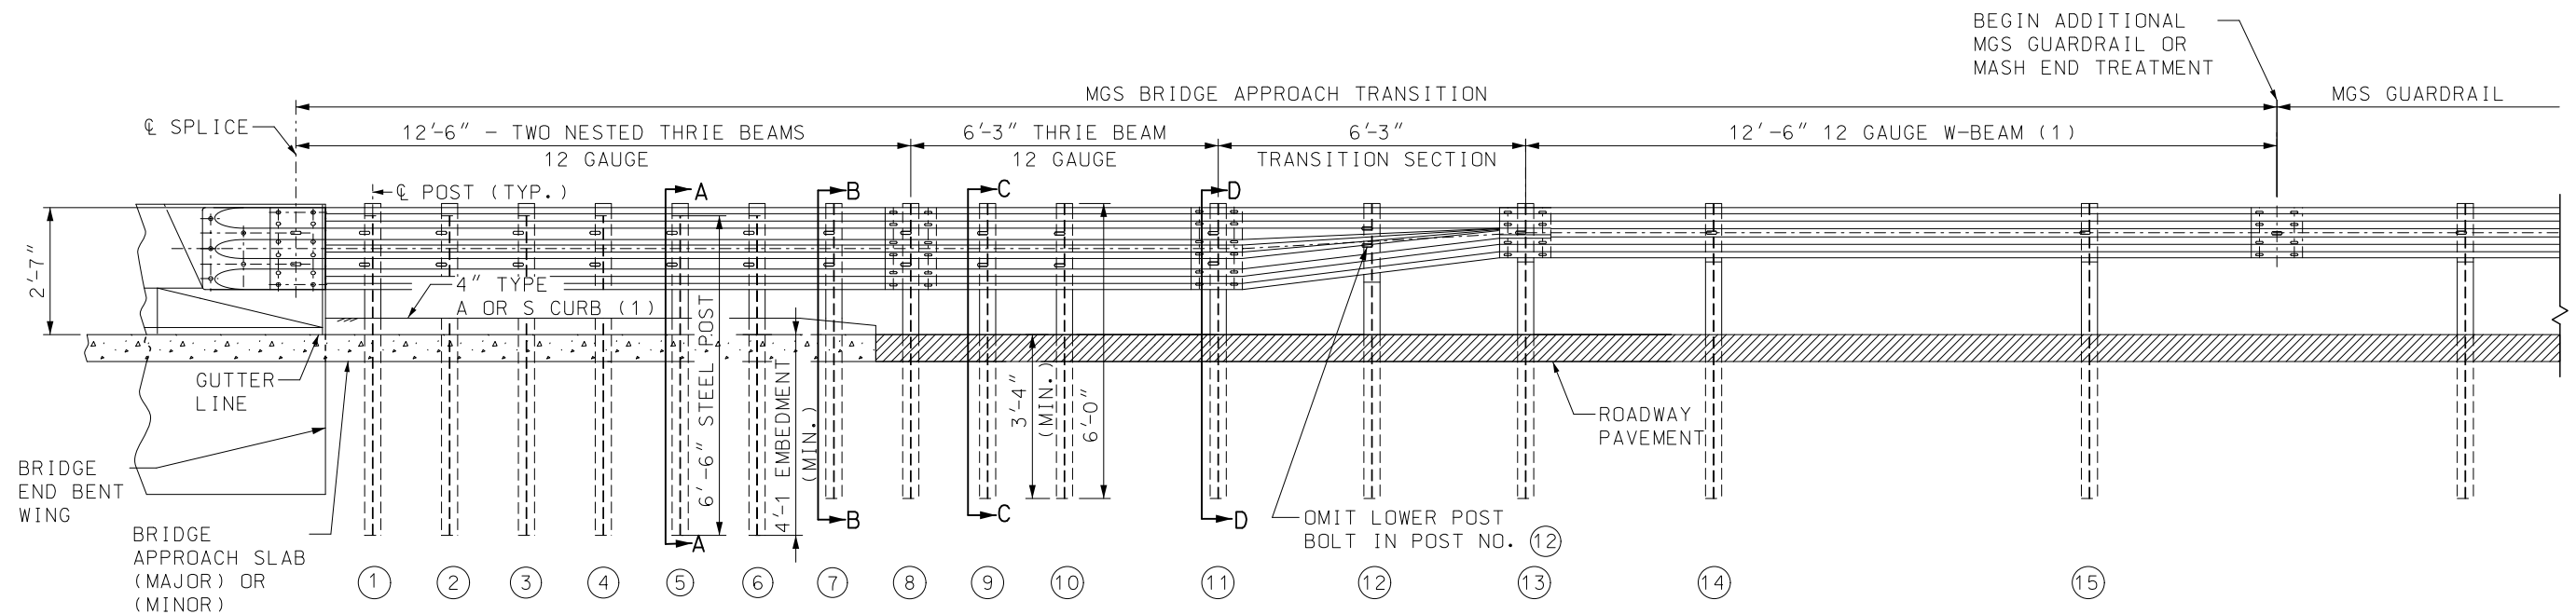 BEGIN ADDITIONAL
MGS GUARDRAIL OR
MASH END TREATMENT
MGS BRIDGE APPROACH TRANSITION
MGS GUARDRAIL
℄ SPLICE
12'-6" - TWO NESTED THRIE BEAMS
12 GAUGE
6'-3" THRIE BEAM
12 GAUGE
6'-3"
TRANSITION SECTION
12'-6" 12 GAUGE W-BEAM (1)
℄ POST (TYP.)
A
B
C
D
2'-7"
4" TYPE
A OR S CURB (1)
6'-6" STEEL POST
4'-1 EMBEDMENT
(MIN.)
3'-4"
(MIN.)
6'-0"
GUTTER
LINE
ROADWAY
PAVEMENT
BRIDGE
END BENT
WING
A
B
C
D
OMIT LOWER POST
BOLT IN POST NO. 12
BRIDGE
APPROACH SLAB
(MAJOR) OR
(MINOR)
1 2 3 4 5 6 7 8 9 10 11 12 13 14 15